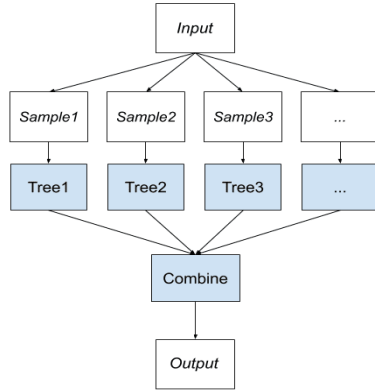 Input
Sample1
Sample2
Sample3
...
Tree1
Tree2
Tree3
...
Combine
Output